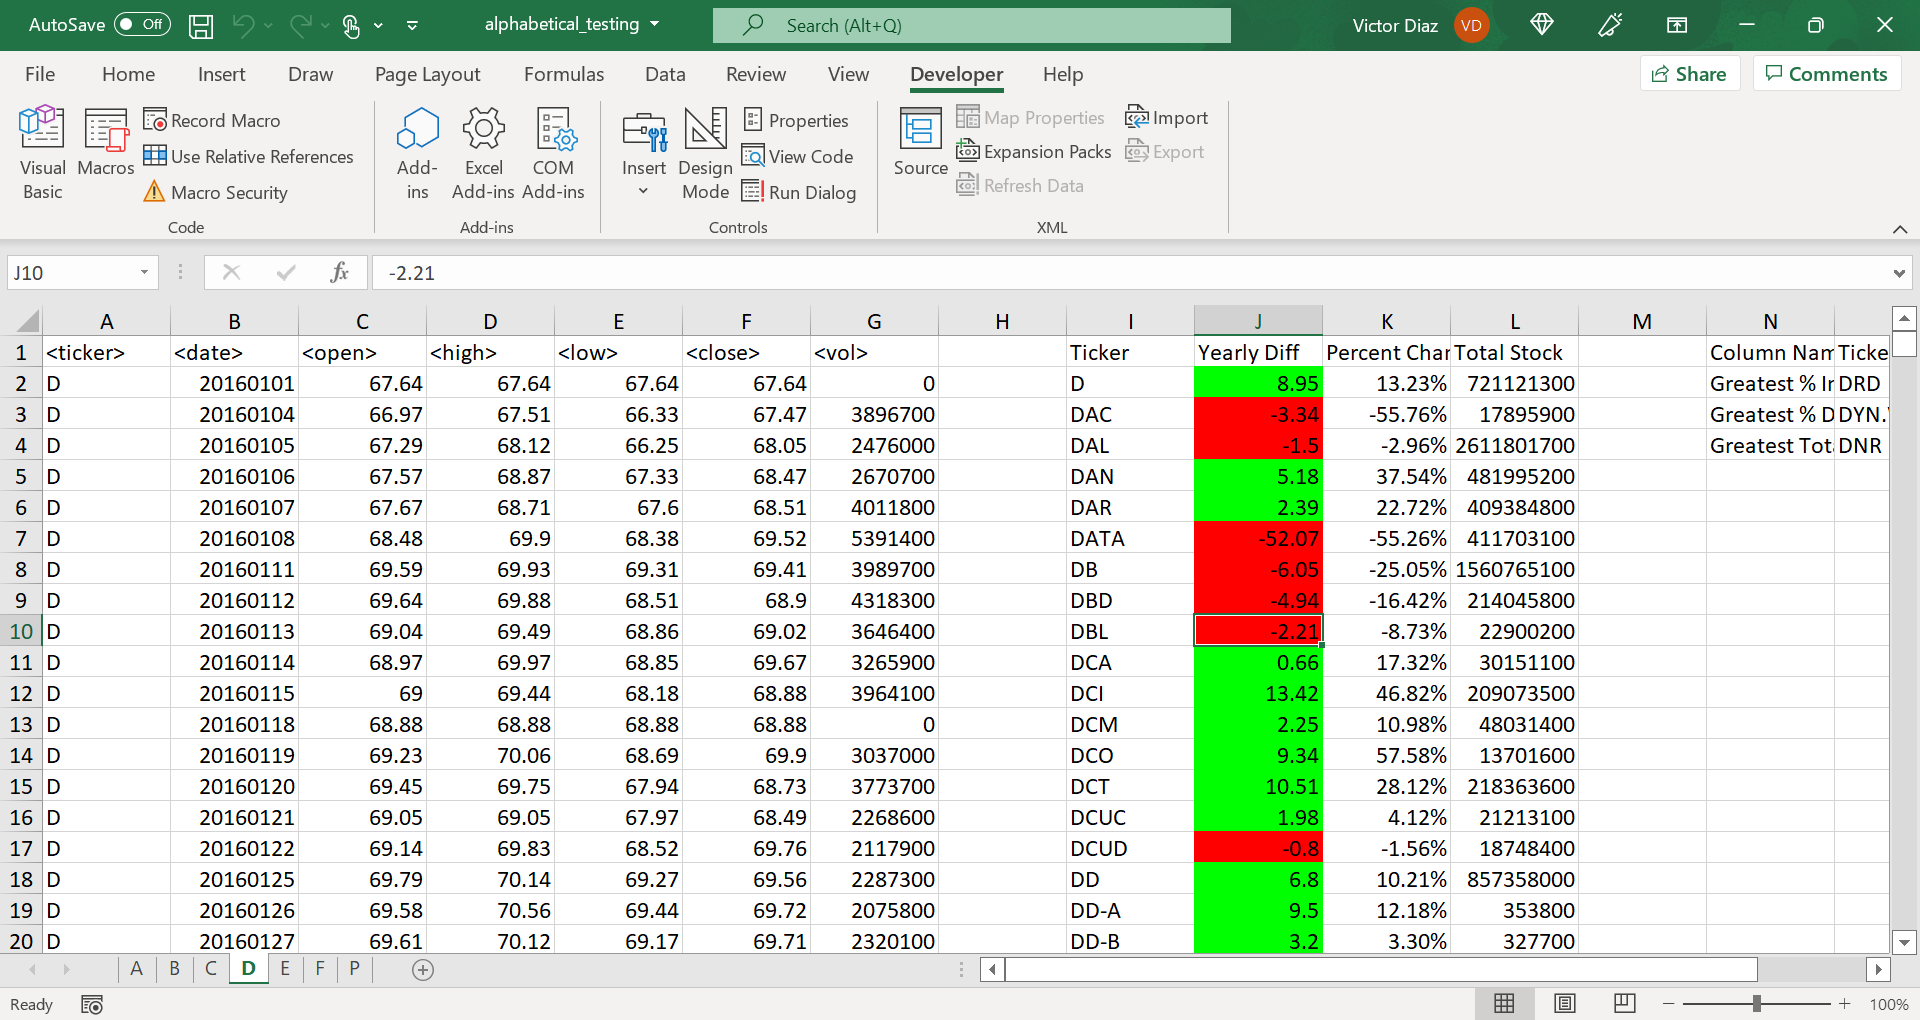 AutoSave Off alphabetical_testing Search (Alt+Q) Victor Diaz VD
File Home Insert Draw Page Layout Formulas Data Review View Developer Help Share Comments
Visual Basic
Macros
Record Macro
Use Relative References
Macro Security
Code
Add-ins
Excel Add-ins
COM Add-ins
Add-ins
Insert
Design Mode
Properties
View Code
Run Dialog
Controls
Source
Map Properties
Expansion Packs
Refresh Data
Import
Export
XML
J10 fx -2.21
A B C D E F G H I J K L M N
1 <ticker> <date> <open> <high> <low> <close> <vol> Ticker Yearly Diff Percent Char Total Stock Column Nam Ticke
2 D 20160101 67.64 67.64 67.64 67.64 0 D 8.95 13.23% 721121300 Greatest % In DRD
3 D 20160104 66.97 67.51 66.33 67.47 3896700 DAC -3.34 -55.76% 17895900 Greatest % D DYN.
4 D 20160105 67.29 68.12 66.25 68.05 2476000 DAL -1.5 -2.96% 2611801700 Greatest Tot DNR
5 D 20160106 67.57 68.87 67.33 68.47 2670700 DAN 5.18 37.54% 481995200
6 D 20160107 67.67 68.71 67.6 68.51 4011800 DAR 2.39 22.72% 409384800
7 D 20160108 68.48 69.9 68.38 69.52 5391400 DATA -52.07 -55.26% 411703100
8 D 20160111 69.59 69.93 69.31 69.41 3989700 DB -6.05 -25.05% 1560765100
9 D 20160112 69.64 69.88 68.51 68.9 4318300 DBD -4.94 -16.42% 214045800
10 D 20160113 69.04 69.49 68.86 69.02 3646400 DBL -2.21 -8.73% 22900200
11 D 20160114 68.97 69.97 68.85 69.67 3265900 DCA 0.66 17.32% 30151100
12 D 20160115 69 69.44 68.18 68.88 3964100 DCI 13.42 46.82% 209073500
13 D 20160118 68.88 68.88 68.88 68.88 0 DCM 2.25 10.98% 48031400
14 D 20160119 69.23 70.06 68.69 69.9 3037000 DCO 9.34 57.58% 13701600
15 D 20160120 69.45 69.75 67.94 68.73 3773700 DCT 10.51 28.12% 218363600
16 D 20160121 69.05 69.05 67.97 68.49 2268600 DCUC 1.98 4.12% 21213100
17 D 20160122 69.14 69.83 68.52 69.76 2117900 DCUD -0.8 -1.56% 18748400
18 D 20160125 69.79 70.14 69.27 69.56 2287300 DD 6.8 10.21% 857358000
19 D 20160126 69.58 70.56 69.44 69.72 2075800 DD-A 9.5 12.18% 353800
20 D 20160127 69.61 70.12 69.17 69.71 2320100 DD-B 3.2 3.30% 327700
A B C D E F P
Ready 100%